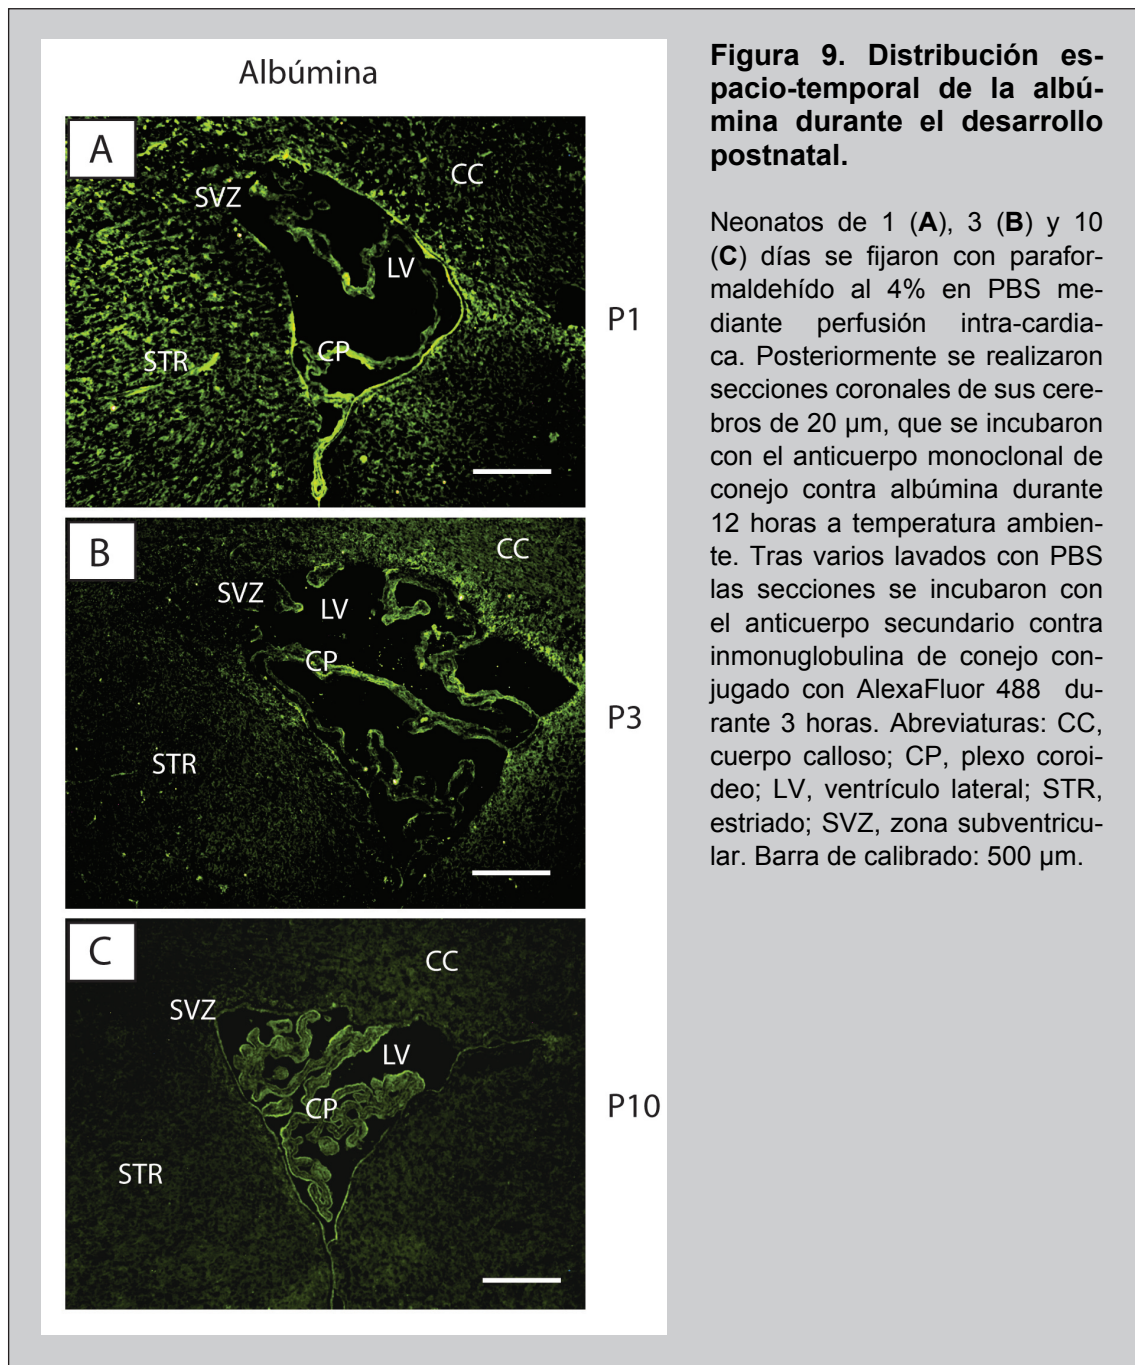 Albúmina
A
CC
SVZ
LV
CP
STR
P1
B
CC
SVZ
LV
CP
STR
P3
C
CC
SVZ
LV
CP
STR
P10
Figura 9. Distribución es-
pacio-temporal de la albú-
mina durante el desarrollo
postnatal.
Neonatos de 1 (A), 3 (B) y 10
(C) días se fijaron con parafor-
maldehído al 4% en PBS me-
diante perfusión intra-cardia-
ca. Posteriormente se realizaron
secciones coronales de sus cere-
bros de 20 µm, que se incubaron
con el anticuerpo monoclonal de
conejo contra albúmina durante
12 horas a temperatura ambien-
te. Tras varios lavados con PBS
las secciones se incubaron con
el anticuerpo secundario contra
inmonuglobulina de conejo con-
jugado con AlexaFluor 488 du-
rante 3 horas. Abreviaturas: CC,
cuerpo calloso; CP, plexo coroi-
deo; LV, ventrículo lateral; STR,
estriado; SVZ, zona subventricu-
lar. Barra de calibrado: 500 µm.